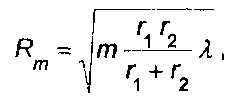 R_m = √(m (r_1 r_2)/(r_1 + r_2) λ) ,